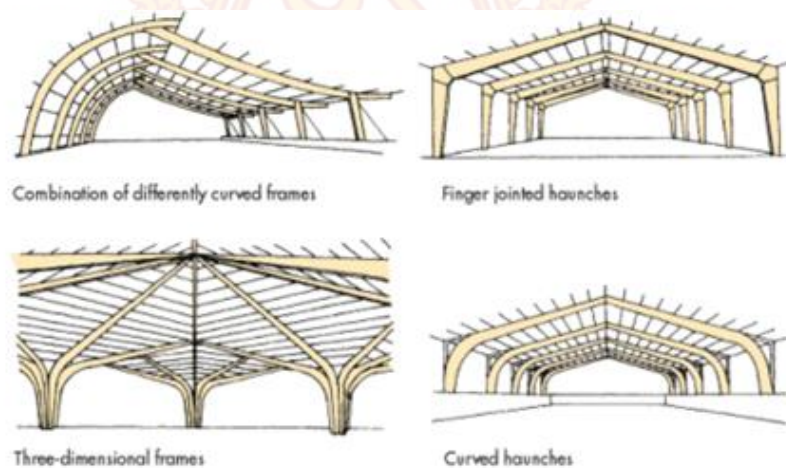 Combination of differently curved frames
Finger jointed haunches
Three-dimensional frames
Curved haunches